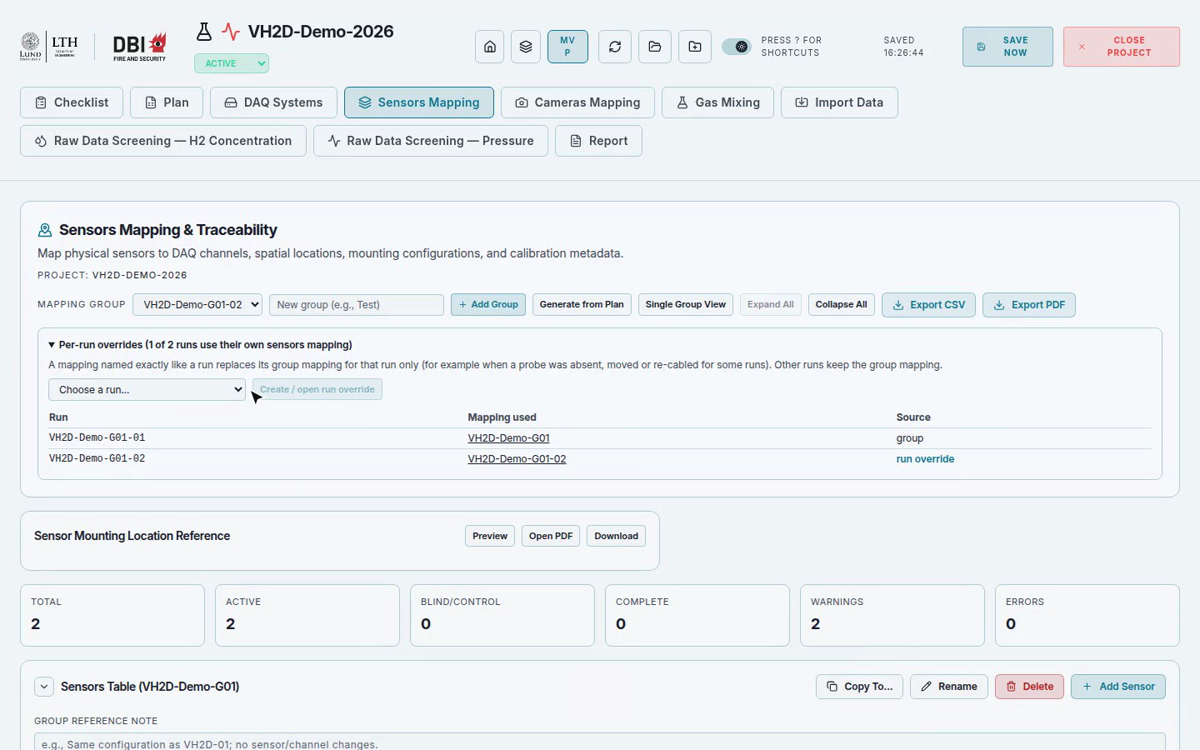 LUND
LTH
DBI
FIRE AND SECURITY
VH2D-Demo-2026
ACTIVE
MVP
PRESS ? FOR SHORTCUTS
SAVED 16:26:44
SAVE NOW
CLOSE PROJECT
Checklist
Plan
DAQ Systems
Sensors Mapping
Cameras Mapping
Gas Mixing
Import Data
Raw Data Screening — H2 Concentration
Raw Data Screening — Pressure
Report
Sensors Mapping & Traceability
Map physical sensors to DAQ channels, spatial locations, mounting configurations, and calibration metadata.
PROJECT: VH2D-DEMO-2026
MAPPING GROUP VH2D-Demo-G01-02 New group (e.g., Test) + Add Group Generate from Plan Single Group View Expand All Collapse All Export CSV Export PDF
▼ Per-run overrides (1 of 2 runs use their own sensors mapping)
A mapping named exactly like a run replaces its group mapping for that run only (for example when a probe was absent, moved or re-cabled for some runs). Other runs keep the group mapping.
Choose a run... Create / open run override
Run Mapping used Source
VH2D-Demo-G01-01 VH2D-Demo-G01 group
VH2D-Demo-G01-02 VH2D-Demo-G01-02 run override
Sensor Mounting Location Reference Preview Open PDF Download
TOTAL ACTIVE BLIND/CONTROL COMPLETE WARNINGS ERRORS
2 2 0 0 2 0
Sensors Table (VH2D-Demo-G01) Copy To... Rename Delete + Add Sensor
GROUP REFERENCE NOTE
e.g., Same configuration as VH2D-01; no sensor/channel changes.